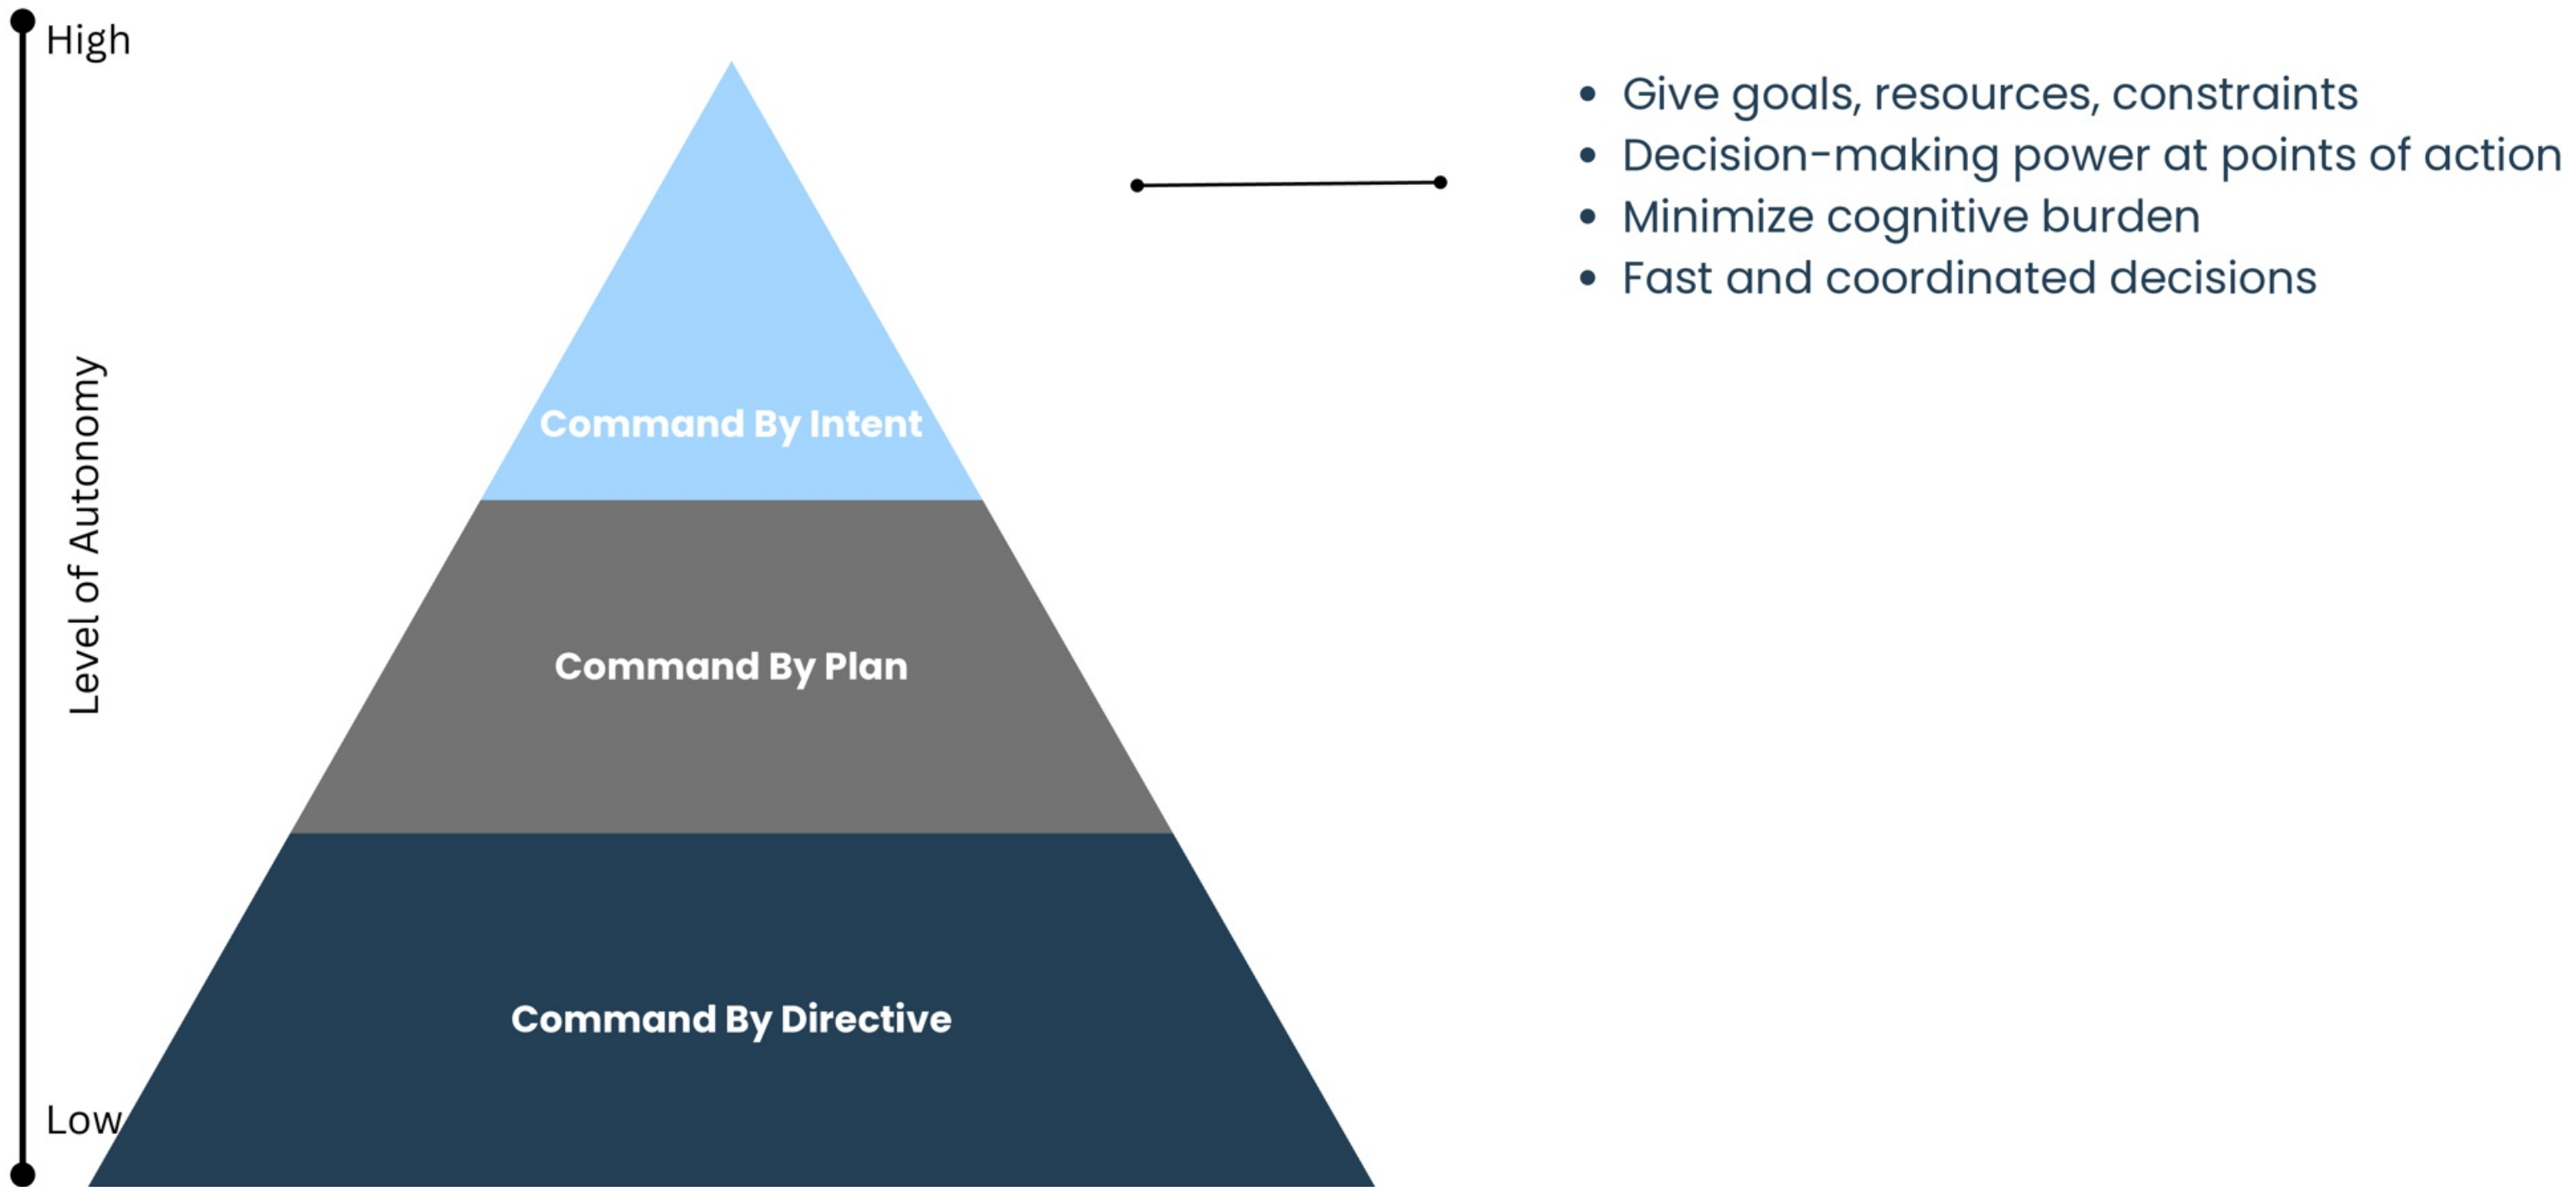 High
Level of Autonomy
Low
Command By Intent
Command By Plan
Command By Directive
• Give goals, resources, constraints
• Decision-making power at points of action
• Minimize cognitive burden
• Fast and coordinated decisions